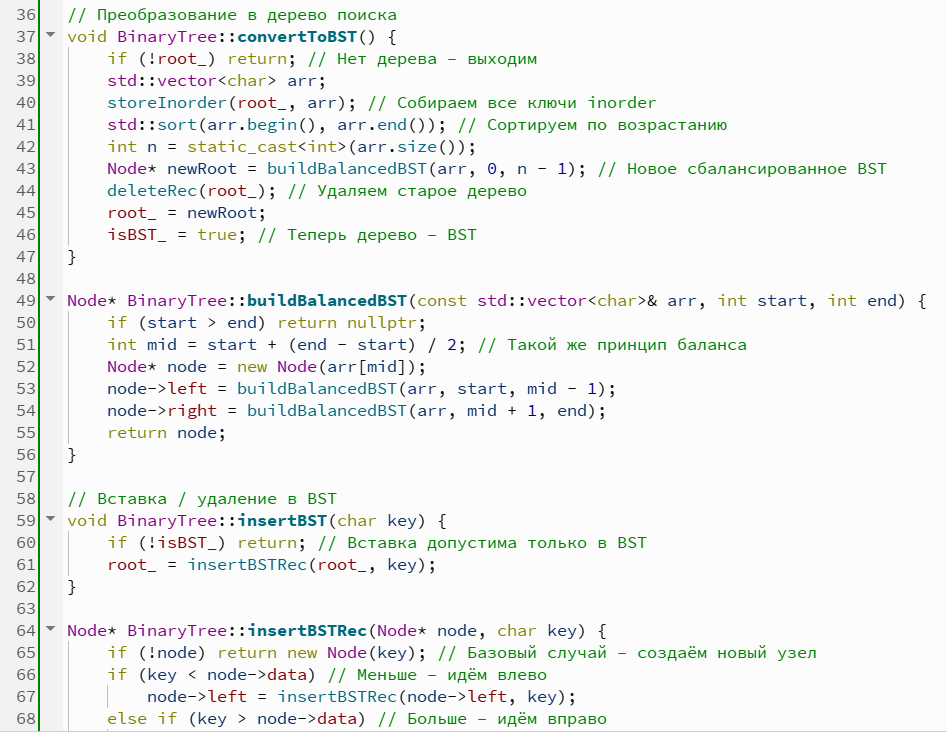 36 // Преобразование в дерево поиска
37 void BinaryTree::convertToBST() {
38     if (!root_) return; // Нет дерева – выходим
39     std::vector<char> arr;
40     storeInorder(root_, arr); // Собираем все ключи inorder
41     std::sort(arr.begin(), arr.end()); // Сортируем по возрастанию
42     int n = static_cast<int>(arr.size());
43     Node* newRoot = buildBalancedBST(arr, 0, n - 1); // Новое сбалансированное BST
44     deleteRec(root_); // Удаляем старое дерево
45     root_ = newRoot;
46     isBST_ = true; // Теперь дерево – BST
47 }
48
49 Node* BinaryTree::buildBalancedBST(const std::vector<char>& arr, int start, int end) {
50     if (start > end) return nullptr;
51     int mid = start + (end - start) / 2; // Такой же принцип баланса
52     Node* node = new Node(arr[mid]);
53     node->left = buildBalancedBST(arr, start, mid - 1);
54     node->right = buildBalancedBST(arr, mid + 1, end);
55     return node;
56 }
57
58 // Вставка / удаление в BST
59 void BinaryTree::insertBST(char key) {
60     if (!isBST_) return; // Вставка допустима только в BST
61     root_ = insertBSTRec(root_, key);
62 }
63
64 Node* BinaryTree::insertBSTRec(Node* node, char key) {
65     if (!node) return new Node(key); // Базовый случай – создаём новый узел
66     if (key < node->data) // Меньше – идём влево
67         node->left = insertBSTRec(node->left, key);
68     else if (key > node->data) // Больше – идём вправо